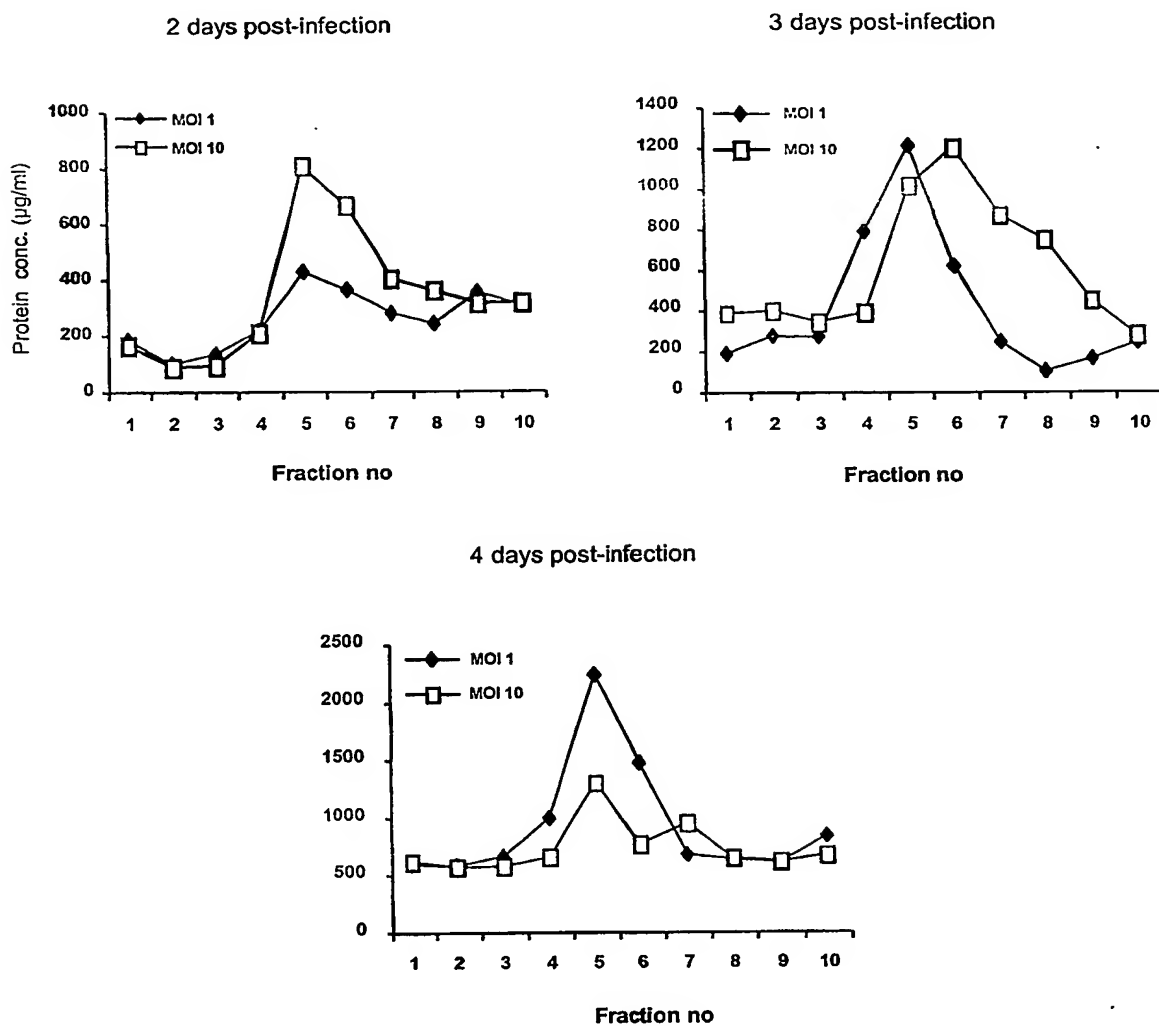 2 days post-infection
1000
800
600
400
200
0
Protein conc. (µg/ml)
MOI 1
MOI 10
1 2 3 4 5 6 7 8 9 10
Fraction no
3 days post-infection
1400
1200
1000
800
600
400
200
0
MOI 1
MOI 10
1 2 3 4 5 6 7 8 9 10
Fraction no
4 days post-infection
2500
2000
1500
1000
500
0
MOI 1
MOI 10
1 2 3 4 5 6 7 8 9 10
Fraction no